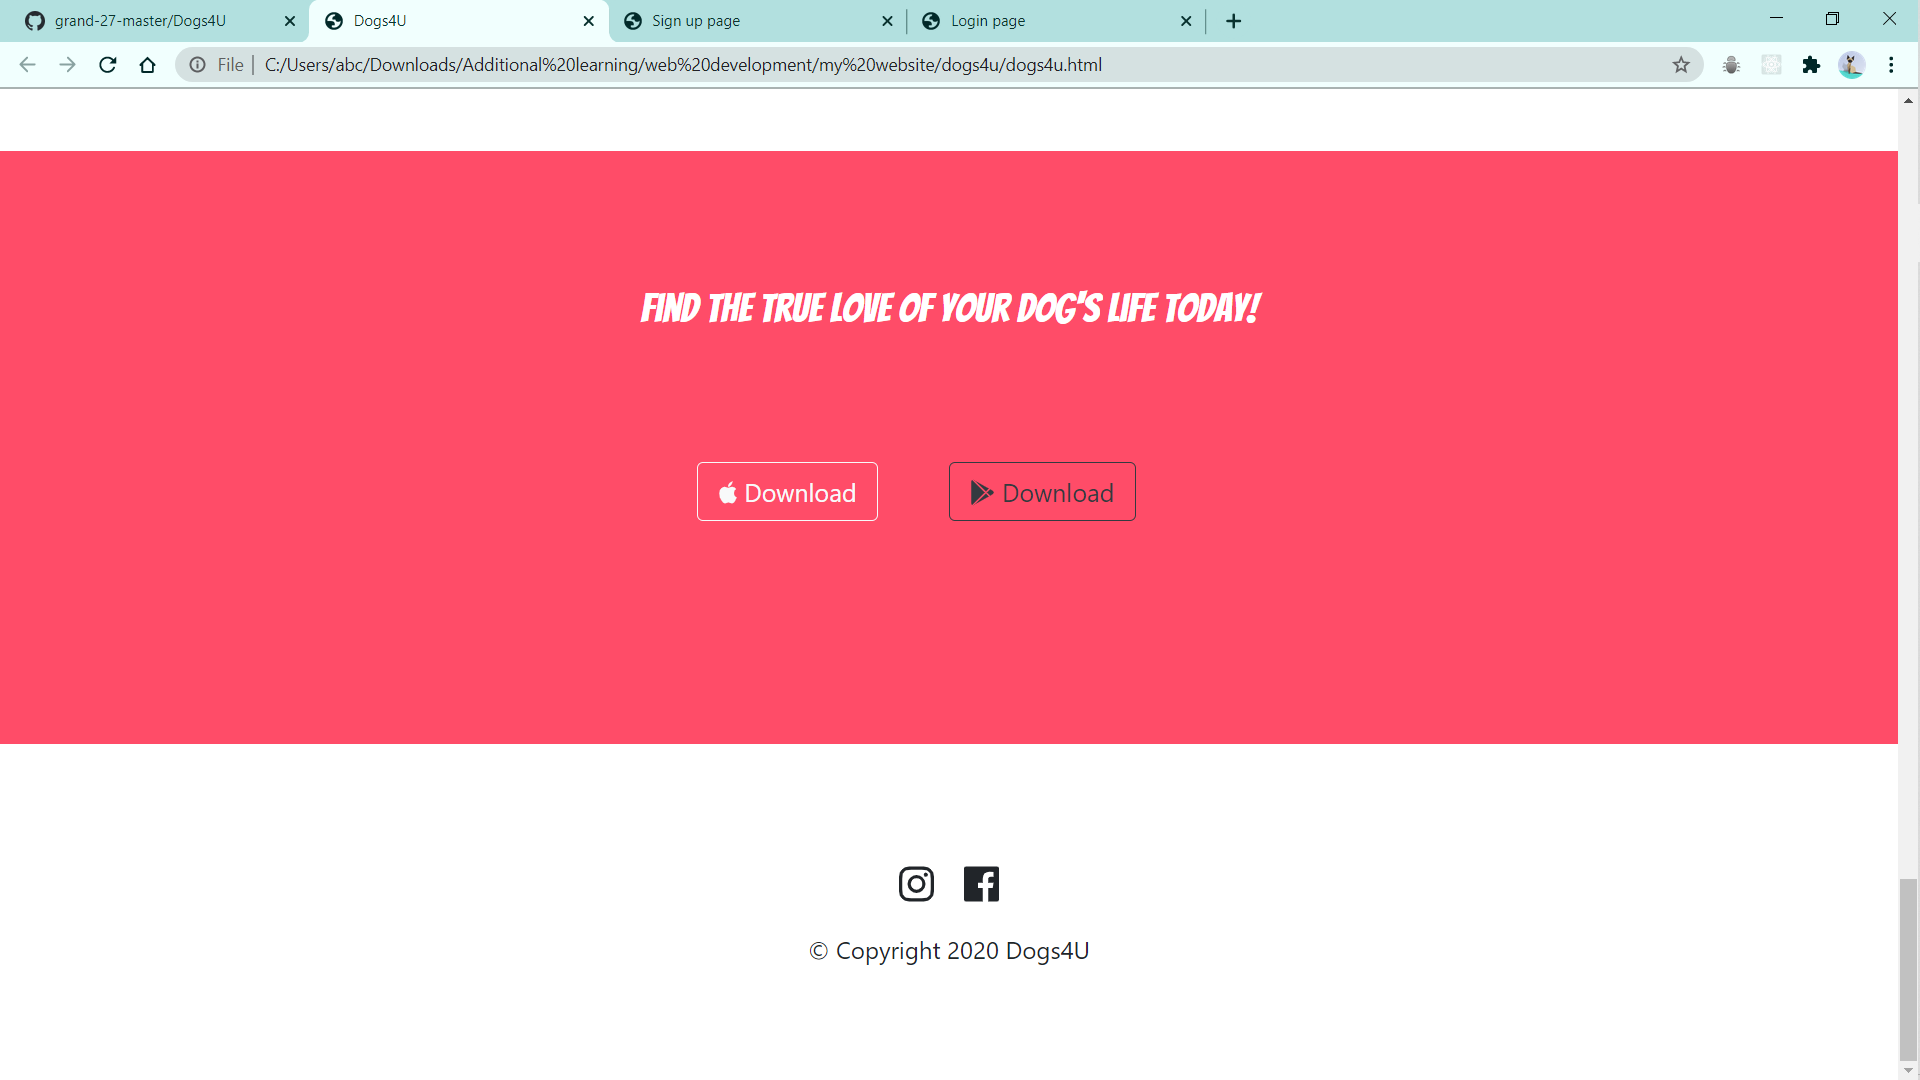 grand-27-master/Dogs4U
Dogs4U
Sign up page
Login page
File | C:/Users/abc/Downloads/Additional%20learning/web%20development/my%20website/dogs4u/dogs4u.html
FIND THE TRUE LOVE OF YOUR DOG'S LIFE TODAY!
Download
Download
© Copyright 2020 Dogs4U